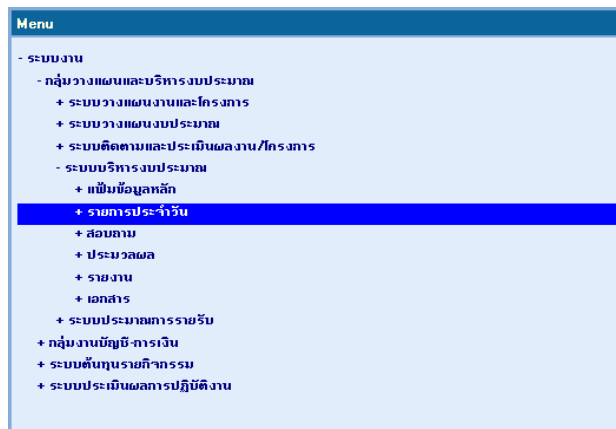 Menu
- ระบบงาน
- กลุ่มวางแผนและบริหารงบประมาณ
+ ระบบวางแผนงานและโครงการ
+ ระบบวางแผนงบประมาณ
+ ระบบติดตามและประเมินผลงาน/โครงการ
- ระบบบริหารงบประมาณ
+ แฟ้มข้อมูลหลัก
+ รายการประจำวัน
+ สอบถาม
+ ประมวลผล
+ รายงาน
+ เอกสาร
+ ระบบประมาณการรายรับ
+ กลุ่มงานบัญชี-การเงิน
+ ระบบต้นทุนรายกิจกรรม
+ ระบบประเมินผลการปฏิบัติงาน